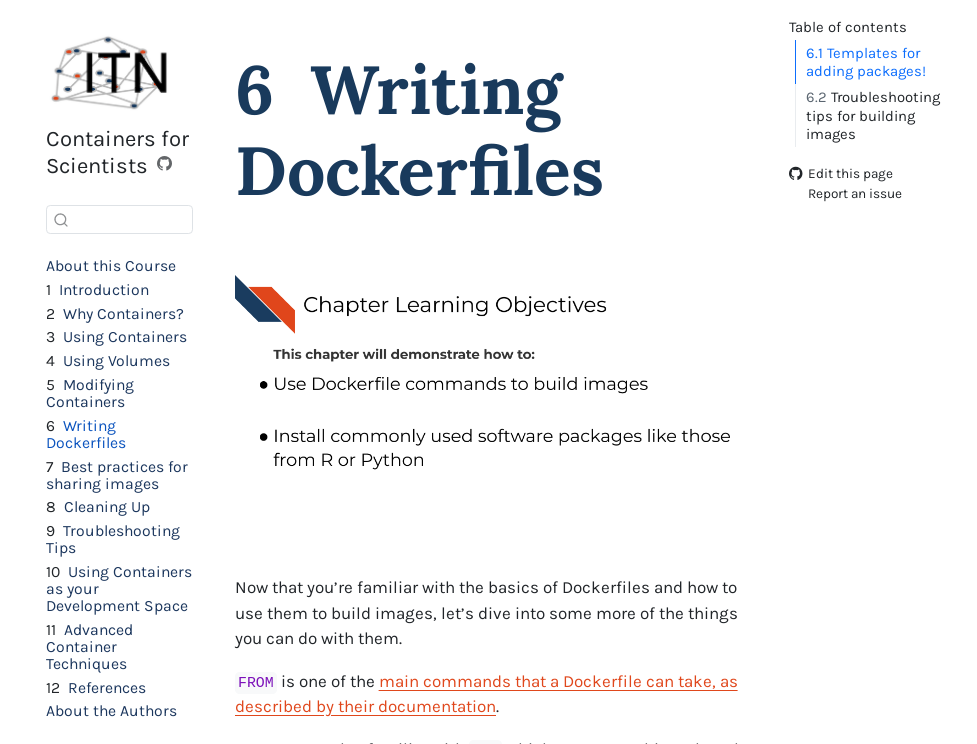 ITN
Containers for
Scientists
About this Course
1 Introduction
2 Why Containers?
3 Using Containers
4 Using Volumes
5 Modifying
Containers
6 Writing
Dockerfiles
7 Best practices for
sharing images
8 Cleaning Up
9 Troubleshooting
Tips
10 Using Containers
as your
Development Space
11 Advanced
Container
Techniques
12 References
About the Authors
6 Writing
Dockerfiles
Chapter Learning Objectives
This chapter will demonstrate how to:
● Use Dockerfile commands to build images
● Install commonly used software packages like those
from R or Python
Now that you’re familiar with the basics of Dockerfiles and how to
use them to build images, let’s dive into some more of the things
you can do with them.
FROM is one of the main commands that a Dockerfile can take, as
described by their documentation.
Table of contents
6.1 Templates for
adding packages!
6.2 Troubleshooting
tips for building
images
Edit this page
Report an issue